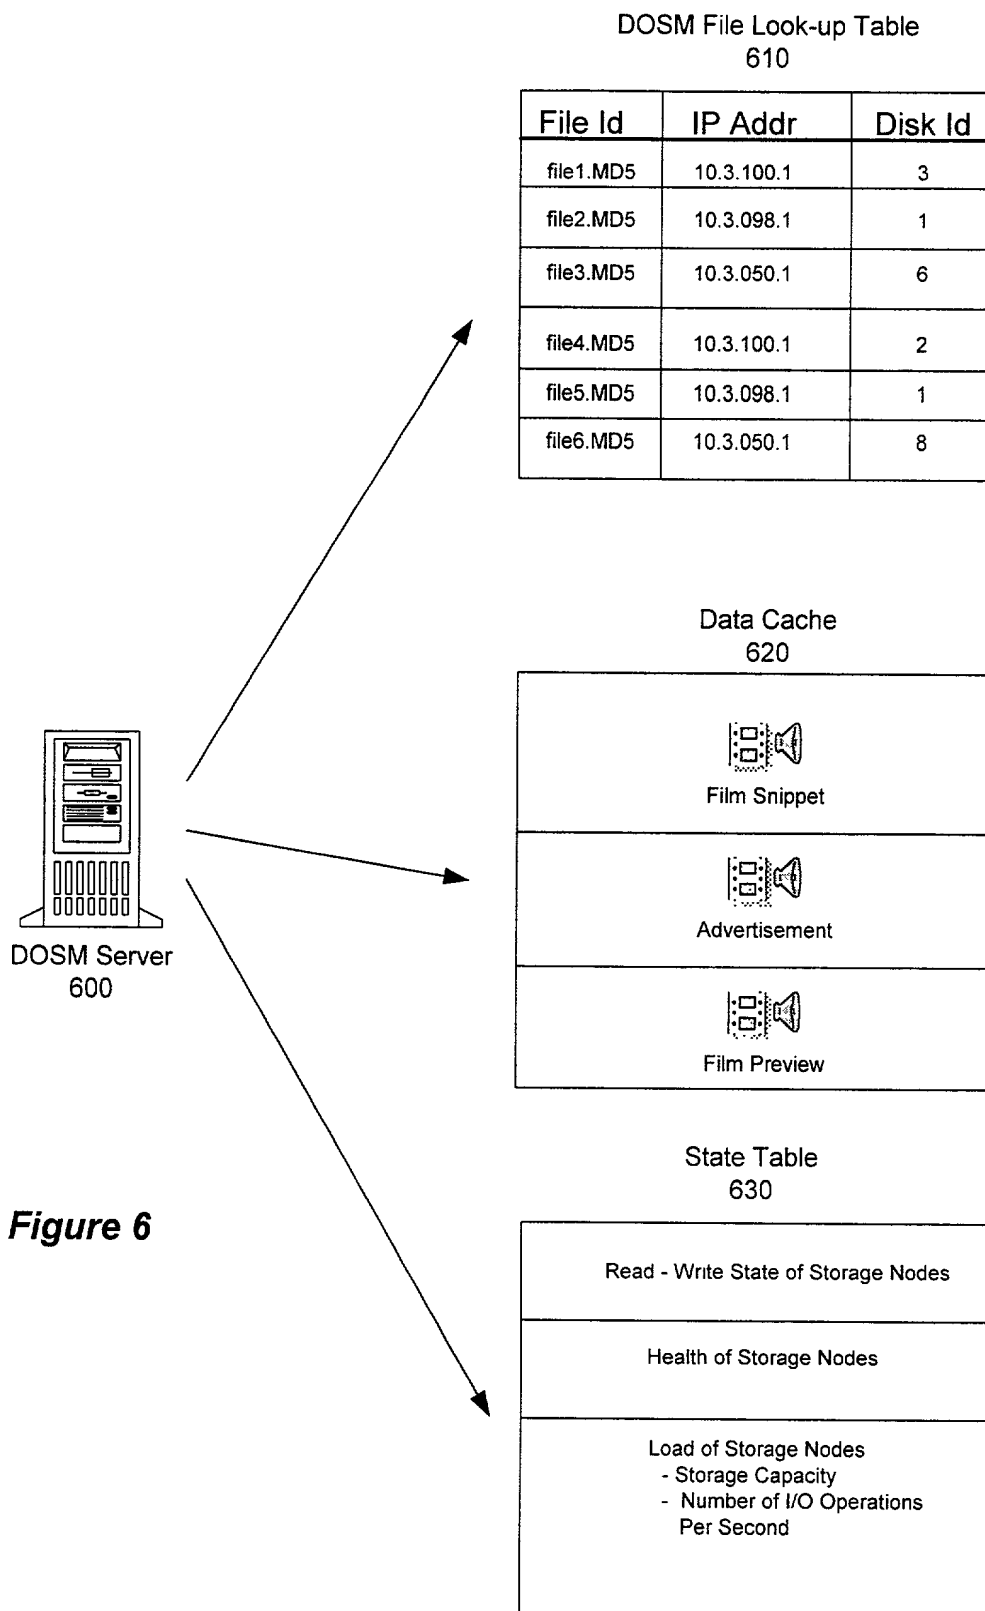 DOSM File Look-up Table
610
File Id IP Addr Disk Id
file1.MD5 10.3.100.1 3
file2.MD5 10.3.098.1 1
file3.MD5 10.3.050.1 6
file4.MD5 10.3.100.1 2
file5.MD5 10.3.098.1 1
file6.MD5 10.3.050.1 8
Data Cache
620
Film Snippet
Advertisement
Film Preview
DOSM Server
600
State Table
630
Read - Write State of Storage Nodes
Health of Storage Nodes
Load of Storage Nodes
- Storage Capacity
- Number of I/O Operations
Per Second
Figure 6